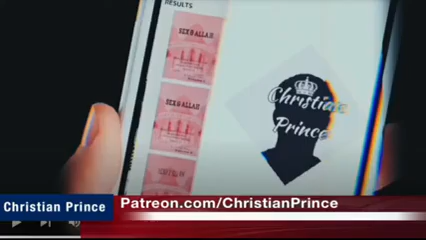 RESULTS
SEX & ALLAH
SEX & ALLAH
Christian
Prince
Christian Prince
Patreon.com/ChristianPrince